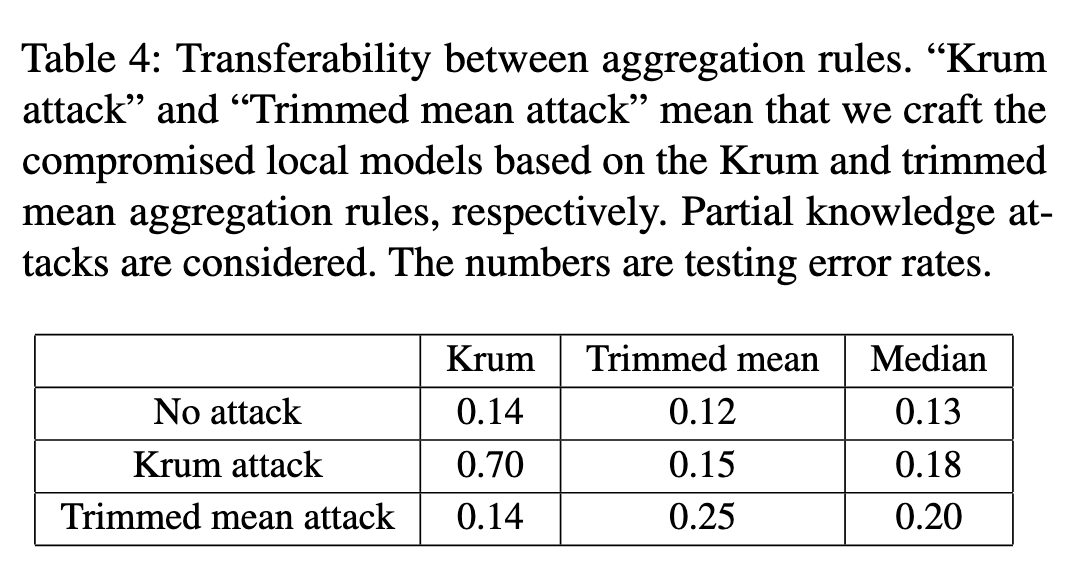 Table 4: Transferability between aggregation rules. “Krum
attack” and “Trimmed mean attack” mean that we craft the
compromised local models based on the Krum and trimmed
mean aggregation rules, respectively. Partial knowledge at-
tacks are considered. The numbers are testing error rates.
Krum Trimmed mean Median
No attack 0.14 0.12 0.13
Krum attack 0.70 0.15 0.18
Trimmed mean attack 0.14 0.25 0.20